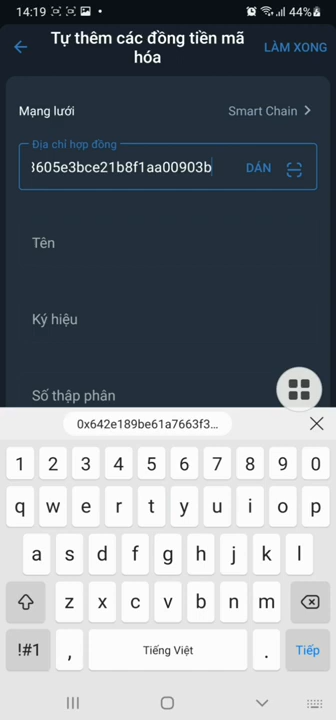 14:19
44%
Tự thêm các đồng tiền mã
hóa
LÀM XONG
Mạng lưới
Smart Chain
Địa chỉ hợp đồng
3605e3bce21b8f1aa00903b
DÁN
Tên
Ký hiệu
Số thập phân
0x642e189be61a7663f3...
1 2 3 4 5 6 7 8 9 0
q w e r t y u i o p
a s d f g h j k l
z x c v b n m
!#1 , Tiếng Việt . Tiếp